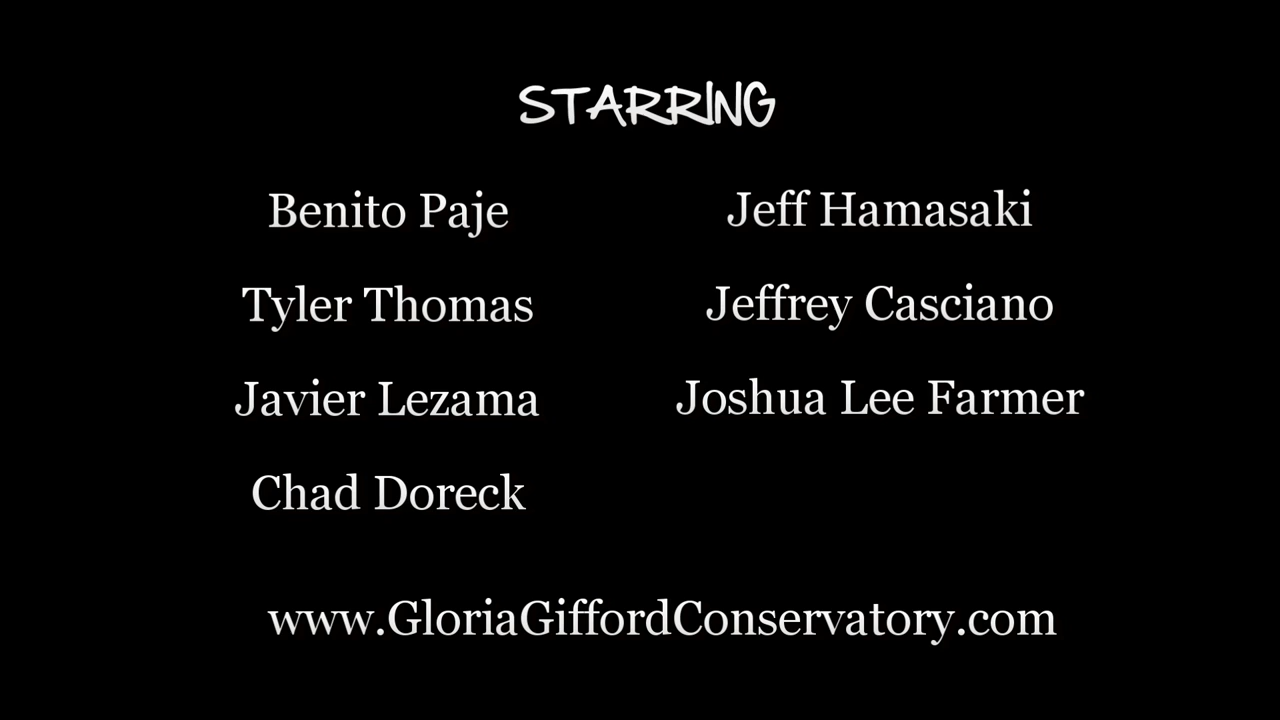 STARRING
Benito Paje
Jeff Hamasaki
Tyler Thomas
Jeffrey Casciano
Javier Lezama
Joshua Lee Farmer
Chad Doreck
www.GloriaGiffordConservatory.com